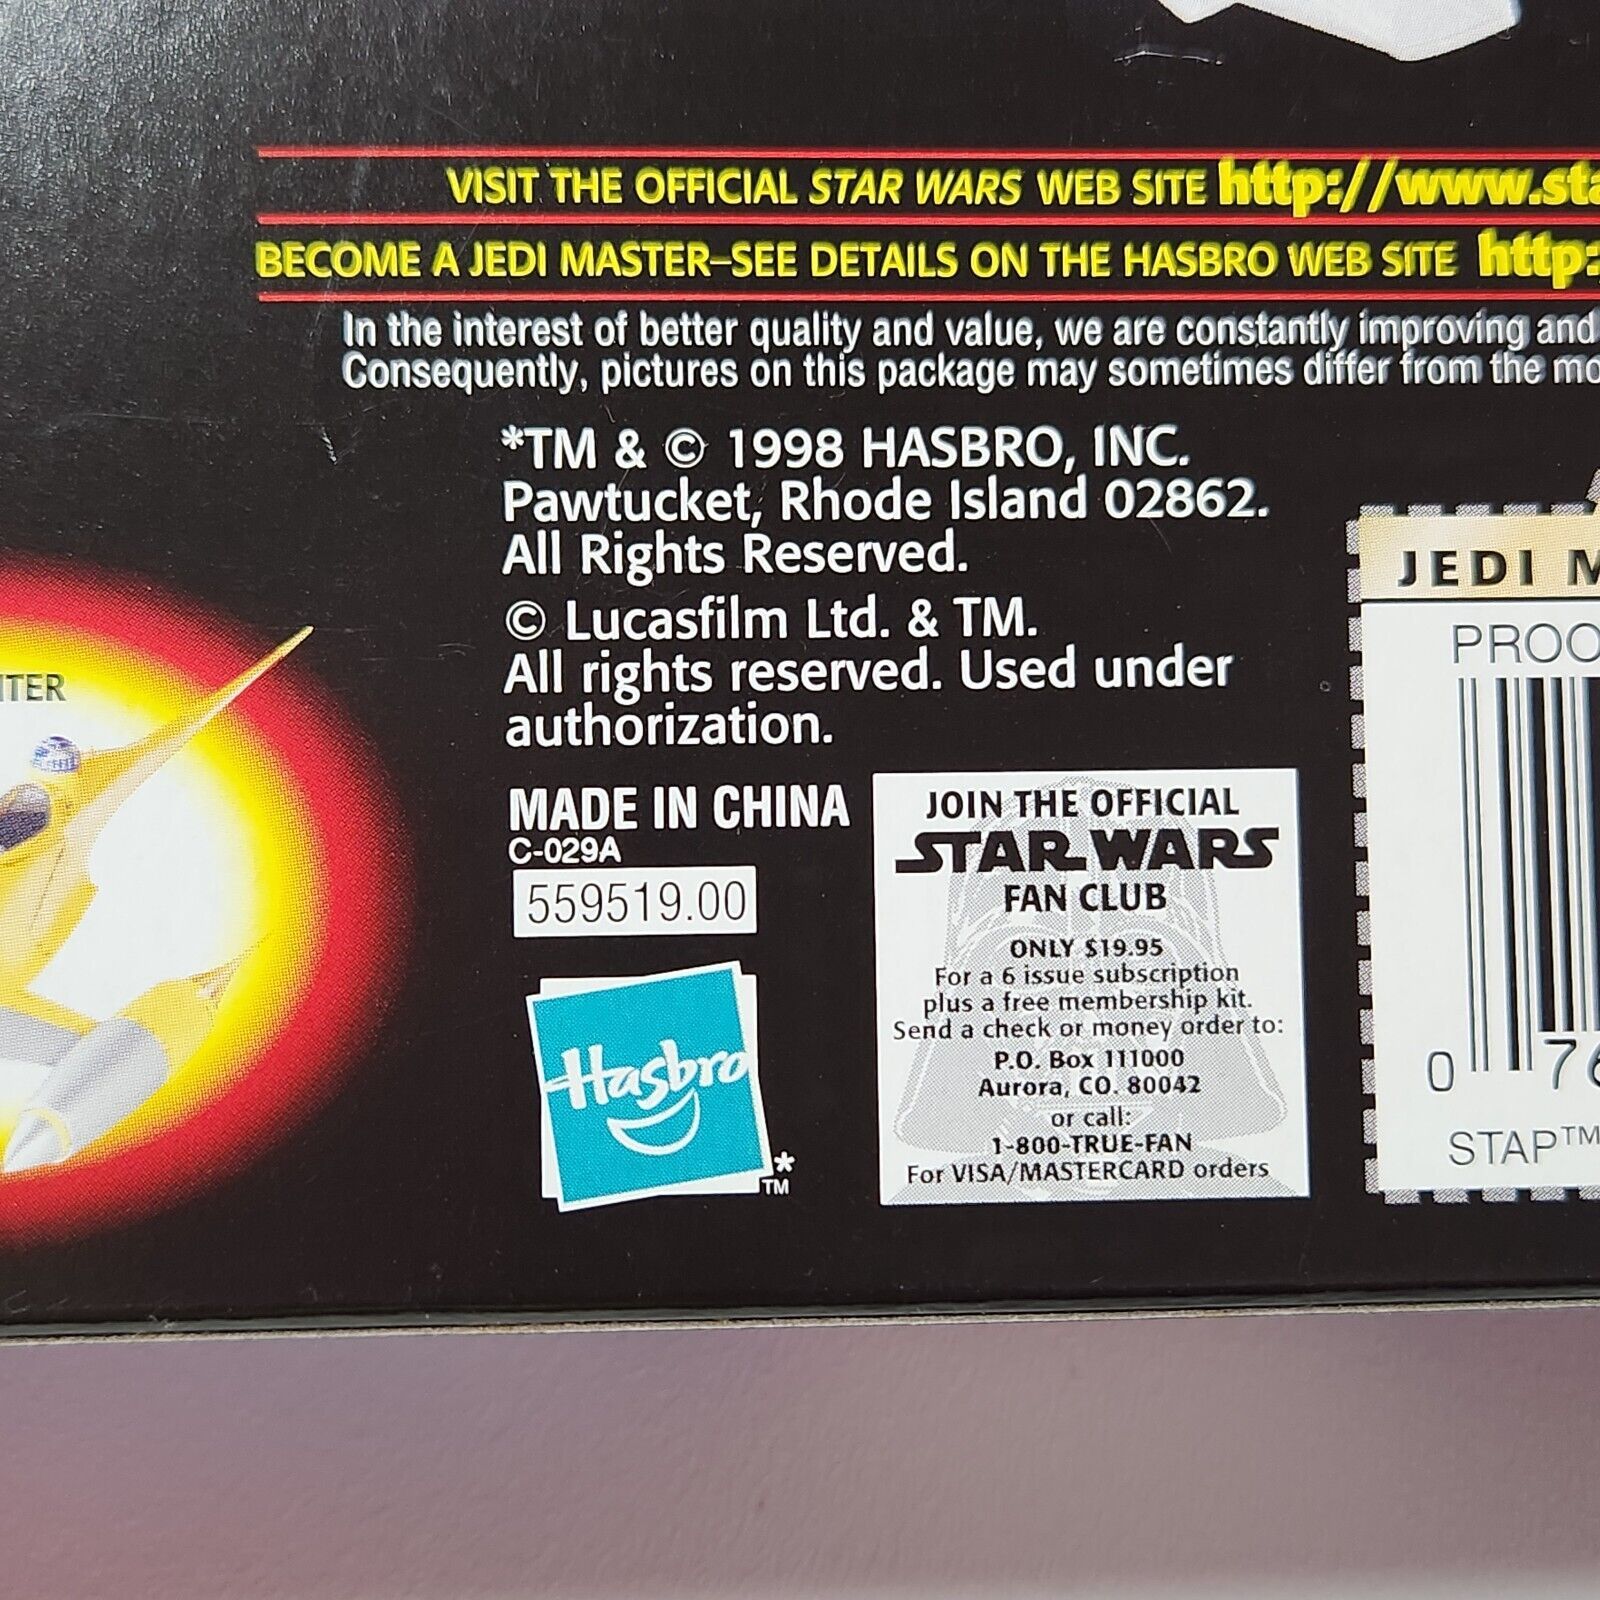 VISIT THE OFFICIAL STAR WARS WEB SITE http://www.sta
BECOME A JEDI MASTER–SEE DETAILS ON THE HASBRO WEB SITE http:
In the interest of better quality and value, we are constantly improving and
Consequently, pictures on this package may sometimes differ from the mo
*TM & © 1998 HASBRO, INC.
Pawtucket, Rhode Island 02862.
All Rights Reserved.
© Lucasfilm Ltd. & TM.
All rights reserved. Used under
authorization.
MADE IN CHINA
C-029A
559519.00
Hasbro
*
TM
JOIN THE OFFICIAL
STAR WARS
FAN CLUB
ONLY $19.95
For a 6 issue subscription
plus a free membership kit.
Send a check or money order to:
P.O. Box 111000
Aurora, CO. 80042
or call:
1-800-TRUE-FAN
For VISA/MASTERCARD orders
JEDI M
PROO
0 76
STAP™
ITER